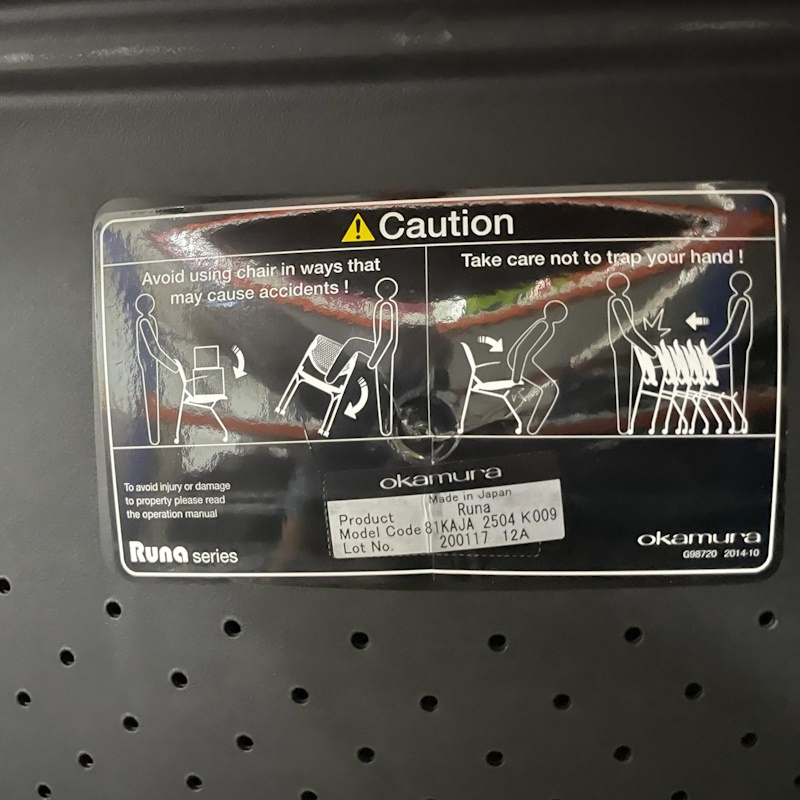 Caution
Avoid using chair in ways that
may cause accidents !
Take care not to trap your hand !
To avoid injury or damage
to property please read
the operation manual
Runa series
okamura
Made in Japan
Product Runa
Model Code 81KAJA 2504 K009
Lot No. 200117 12A
okamura
G98720 2014-10